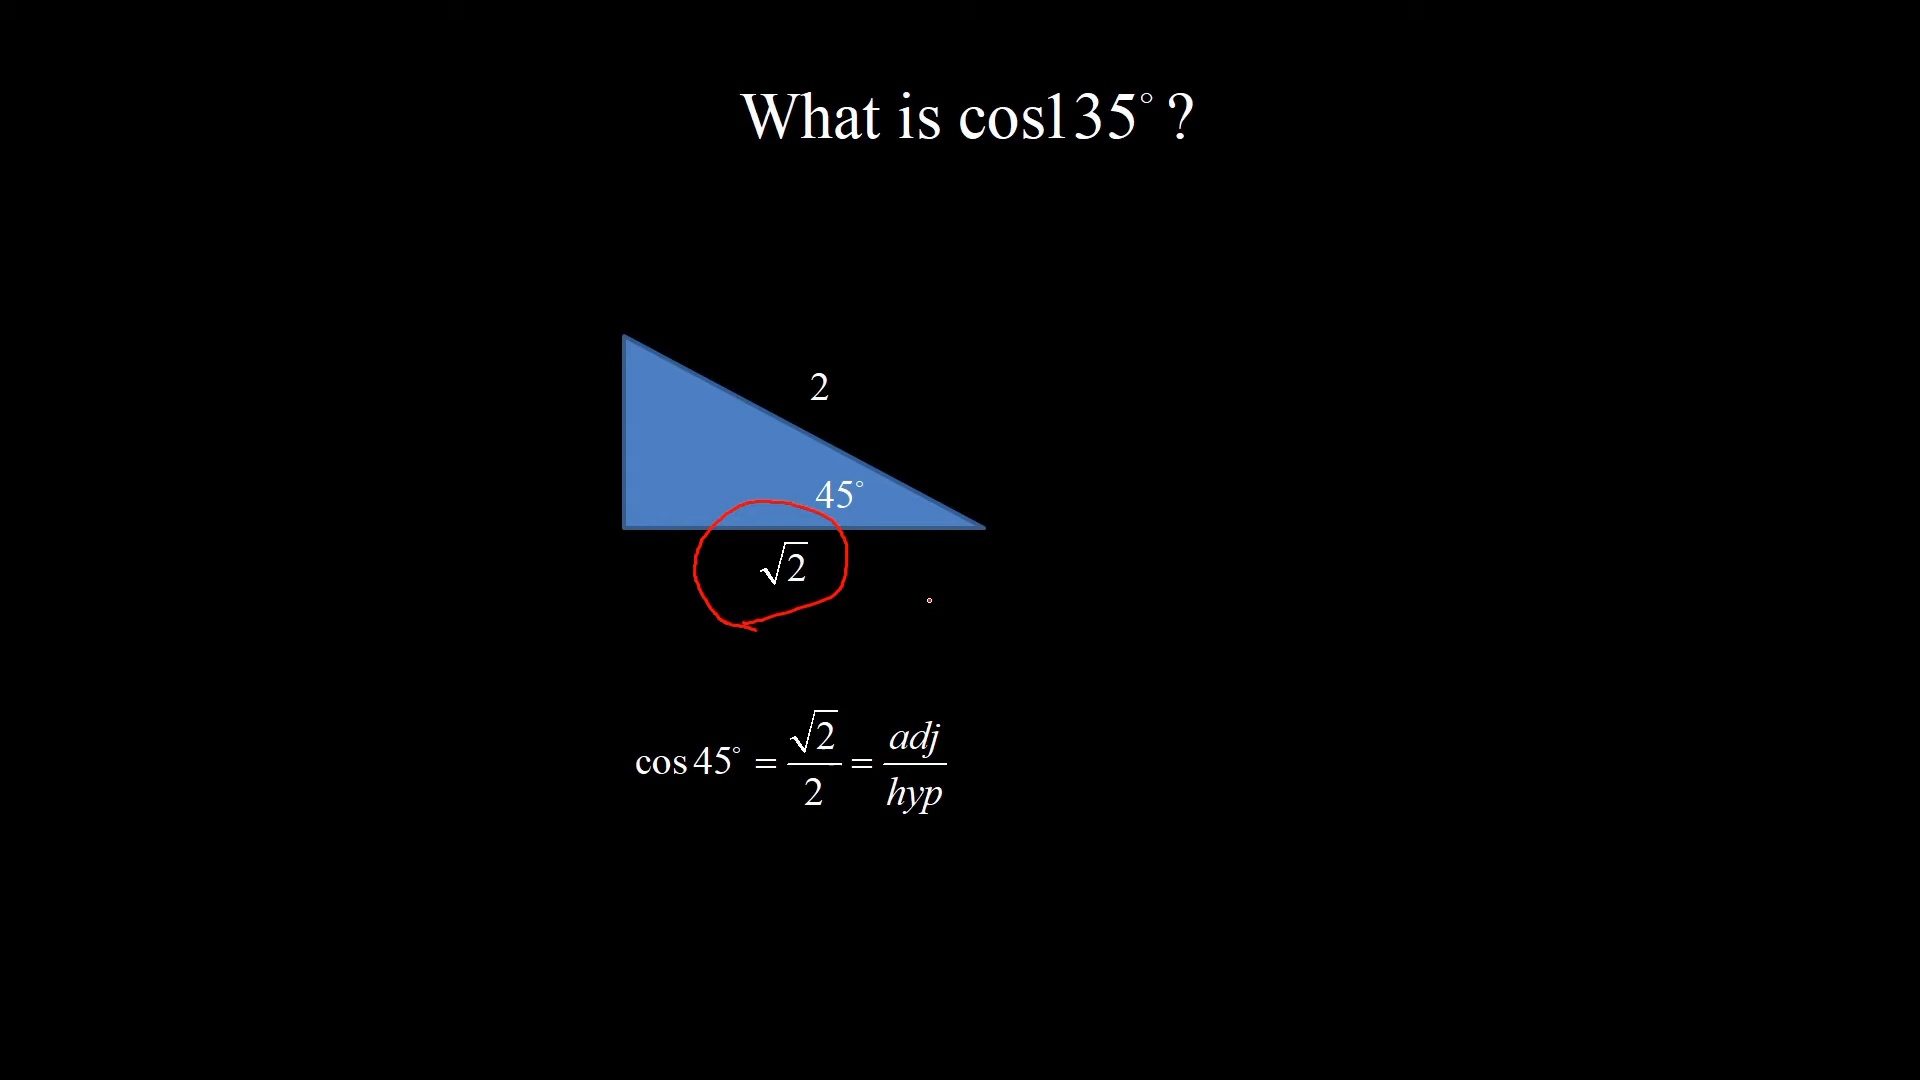 What is cos135°?
2
45°
√2
cos 45° = √2/2 = adj/hyp